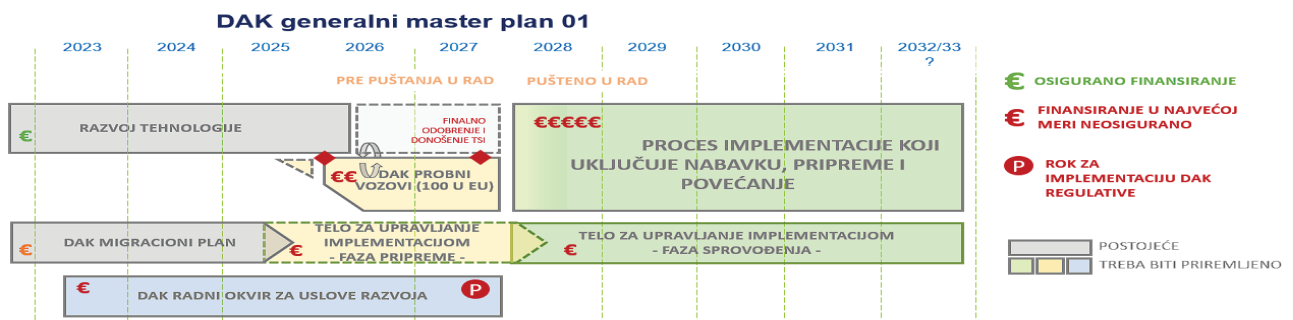 DAK generalni master plan 01
2023 2024 2025 2026 2027 2028 2029 2030 2031 2032/33
?
PRE PUŠTANJA U RAD PUŠTENO U RAD
€ OSIGURANO FINANSIRANJE
€ FINANSIRANJE U NAJVEĆOJ
MERI NEOSIGURANO
P ROK ZA
IMPLEMENTACIJU DAK
REGULATIVE
€ RAZVOJ TEHNOLOGIJE
FINALNO
ODOBRENJE I
DONOŠENJE TSI
€€ DAK PROBNI
VOZOVI (100 U EU)
€€€€€
PROCES IMPLEMENTACIJE KOJI
UKLJUČUJE NABAVKU, PRIPREME I
POVEĆANJE
€ DAK MIGRACIONI PLAN
€ TELO ZA UPRAVLJANJE
IMPLEMENTACIJOM
- FAZA PRIPREME -
€ TELO ZA UPRAVLJANJE IMPLEMENTACIJOM
- FAZA SPROVOĐENJA -
€ DAK RADNI OKVIR ZA USLOVE RAZVOJA P
POSTOJEĆE
TREBA BITI PRIREMLJENO